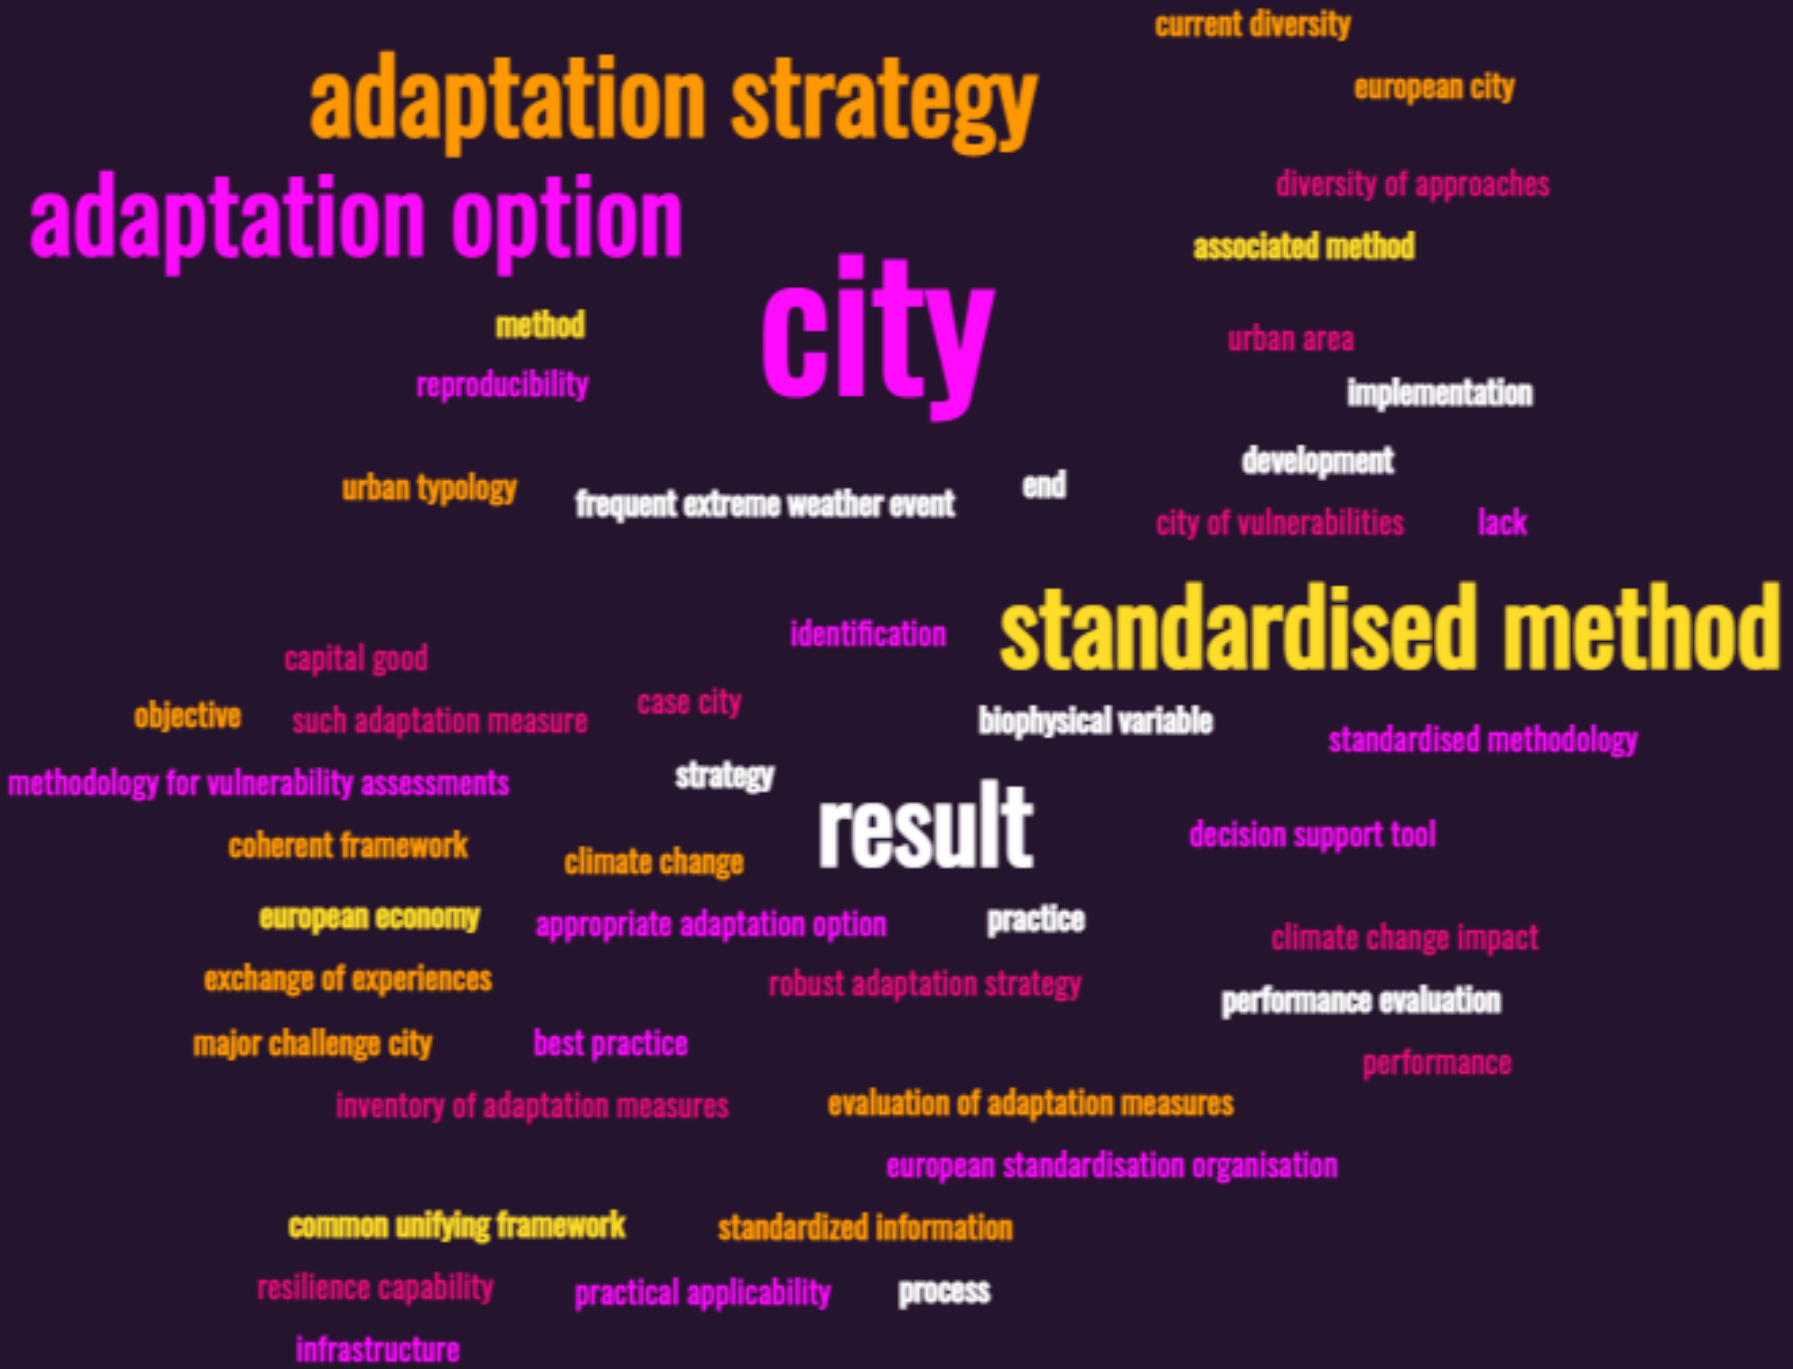 current diversity
adaptation strategy
european city
diversity of approaches
adaptation option
associated method
city
method
urban area
reproducibility
implementation
development
urban typology
frequent extreme weather event
end
city of vulnerabilities
lack
identification
standardised method
capital good
case city
objective
such adaptation measure
biophysical variable
standardised methodology
methodology for vulnerability assessments
strategy
result
decision support tool
coherent framework
climate change
european economy
appropriate adaptation option
practice
climate change impact
exchange of experiences
robust adaptation strategy
performance evaluation
major challenge city
best practice
performance
inventory of adaptation measures
evaluation of adaptation measures
european standardisation organisation
common unifying framework
standardized information
resilience capability
practical applicability
process
infrastructure